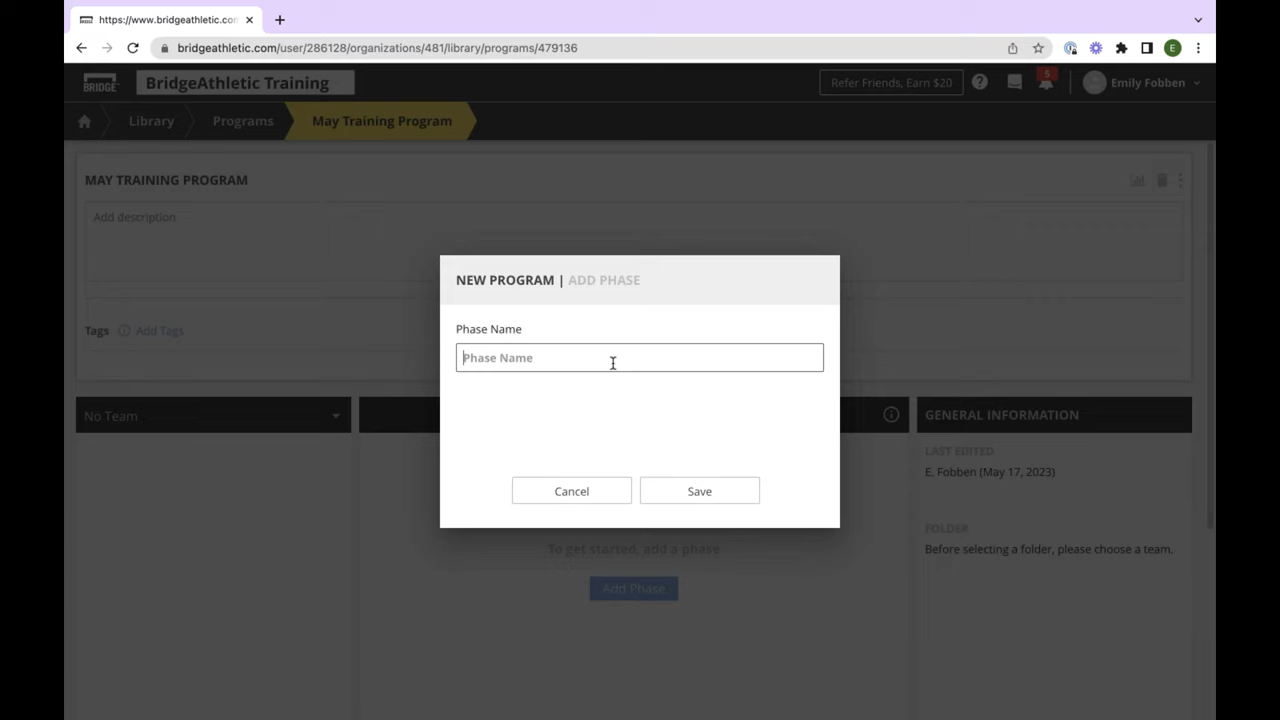 https://www.bridgeathletic.co
bridgeathletic.com/user/286128/organizations/481/library/programs/479136
E
BRIDGE
BridgeAthletic Training
Refer Friends, Earn $20
5
Emily Fobben
Library
Programs
May Training Program
MAY TRAINING PROGRAM
Add description
NEW PROGRAM | ADD PHASE
Phase Name
Phase Name
Tags
Add Tags
No Team
GENERAL INFORMATION
LAST EDITED
E. Fobben (May 17, 2023)
Cancel
Save
FOLDER
Before selecting a folder, please choose a team.
To get started, add a phase
Add Phase